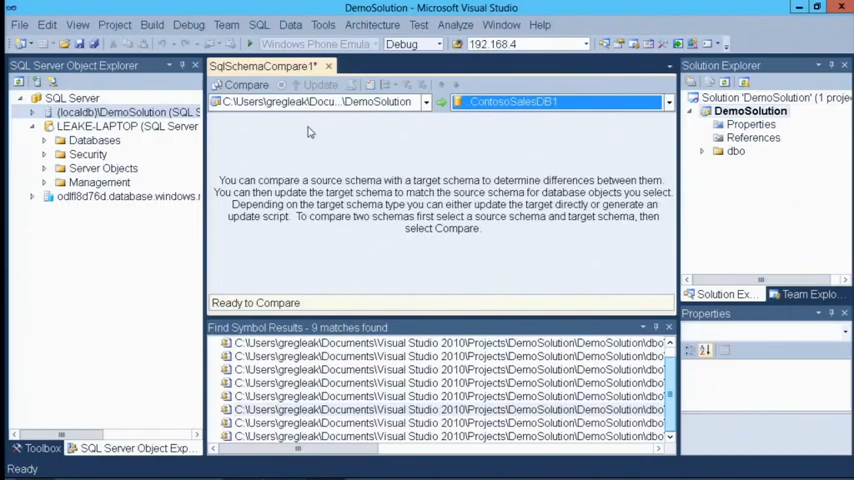 DemoSolution - Microsoft Visual Studio
File Edit View Project Build Debug Team SQL Data Tools Architecture Test Analyze Window Help
Windows Phone Emula Debug 192.168.4
SQL Server Object Explorer
SqlSchemaCompare1*
Solution Explorer
Compare Update
C:\Users\gregleak\Docu...\DemoSolution
.ContosoSalesDB1
SQL Server
(localdb)\DemoSolution (SQL S
LEAKE-LAPTOP (SQL Server
Databases
Security
Server Objects
Management
odlfl8d76d.database.windows.r
You can compare a source schema with a target schema to determine differences between them.
You can then update the target schema to match the source schema for database objects you select.
Depending on the target schema type you can either update the target directly or generate an
update script. To compare two schemas first select a source schema and target schema, then
select Compare.
Ready to Compare
Solution 'DemoSolution' (1 proje
DemoSolution
Properties
References
dbo
Solution Ex... Team Explo...
Properties
Find Symbol Results - 9 matches found
C:\Users\gregleak\Documents\Visual Studio 2010\Projects\DemoSolution\DemoSolution\dbo
C:\Users\gregleak\Documents\Visual Studio 2010\Projects\DemoSolution\DemoSolution\dbo
C:\Users\gregleak\Documents\Visual Studio 2010\Projects\DemoSolution\DemoSolution\dbo
C:\Users\gregleak\Documents\Visual Studio 2010\Projects\DemoSolution\DemoSolution\dbo
C:\Users\gregleak\Documents\Visual Studio 2010\Projects\DemoSolution\DemoSolution\dbo
C:\Users\gregleak\Documents\Visual Studio 2010\Projects\DemoSolution\DemoSolution\dbo
C:\Users\gregleak\Documents\Visual Studio 2010\Projects\DemoSolution\DemoSolution\dbo
C:\Users\gregleak\Documents\Visual Studio 2010\Projects\DemoSolution\DemoSolution\dbo
Toolbox SQL Server Object Exp...
Ready